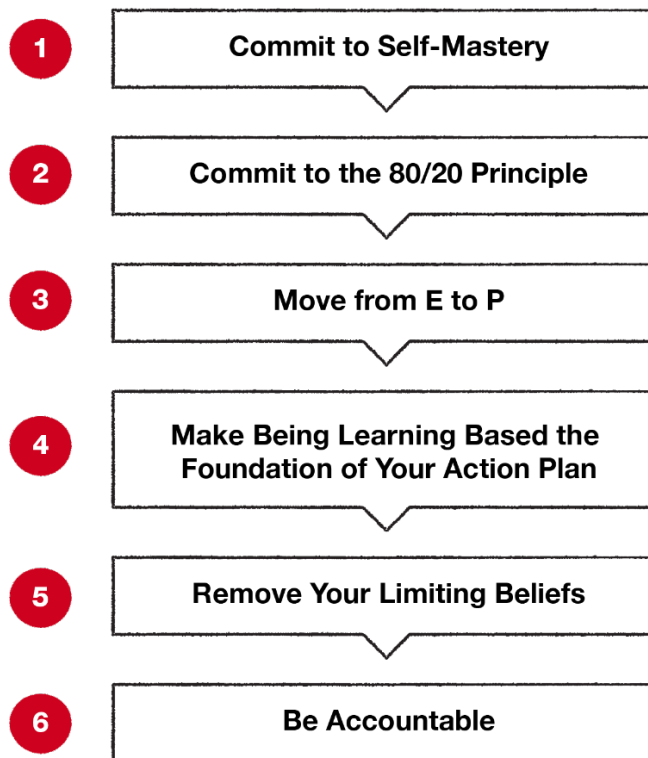 1
Commit to Self-Mastery
2
Commit to the 80/20 Principle
3
Move from E to P
4
Make Being Learning Based the
Foundation of Your Action Plan
5
Remove Your Limiting Beliefs
6
Be Accountable